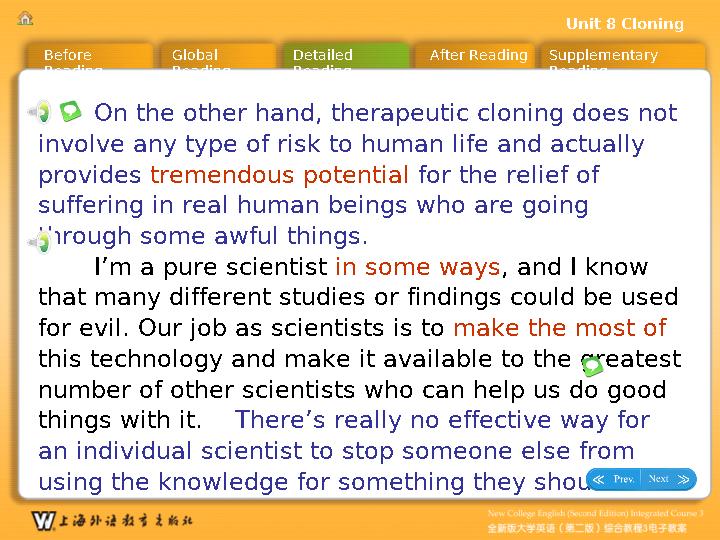 Unit 8 Cloning
Before Reading
Global Reading
Detailed Reading
After Reading
Supplementary Reading
On the other hand, therapeutic cloning does not
involve any type of risk to human life and actually
provides tremendous potential for the relief of
suffering in real human beings who are going
through some awful things.
I’m a pure scientist in some ways, and I know
that many different studies or findings could be used
for evil. Our job as scientists is to make the most of
this technology and make it available to the greatest
number of other scientists who can help us do good
things with it. There’s really no effective way for
an individual scientist to stop someone else from
using the knowledge for something they
Prev. Next
上海外语教育出版社
New College English (Second Edition) Integrated Course 3
全新版大学英语（第二版）综合教程3电子教案